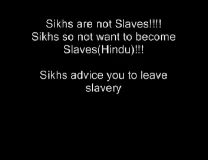 Sikhs are not Slaves!!!!
Sikhs so not want to become
Slaves(Hindu)!!!
Sikhs advice you to leave
slavery